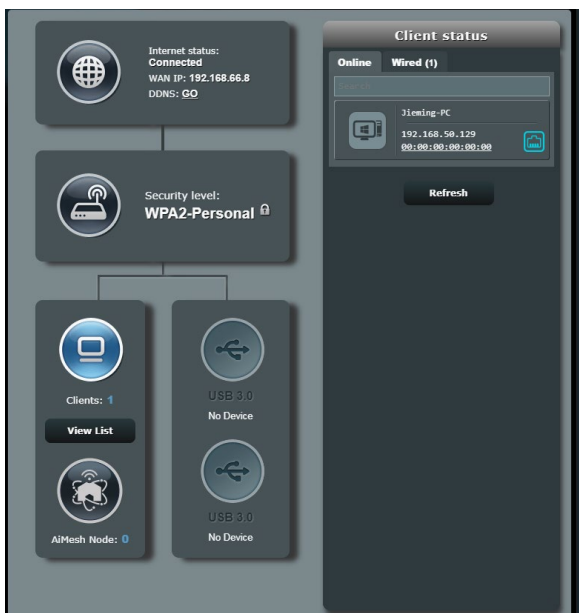 Internet status:
Connected
WAN IP: 192.168.66.8
DDNS: GO
Security level:
WPA2-Personal
Clients: 1
View List
AiMesh Node: 0
USB 3.0
No Device
USB 3.0
No Device
Client status
Online Wired (1)
Search
Jieming-PC
192.168.50.129
00:00:00:00:00:00
Refresh